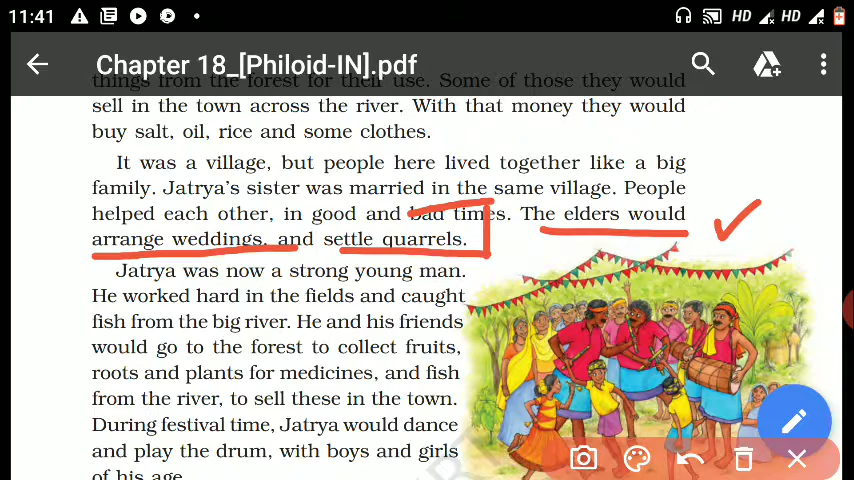 11:41
HD HD
Chapter 18_[Philoid-IN].pdf
things from the forest for their use. Some of those they would
sell in the town across the river. With that money they would
buy salt, oil, rice and some clothes.
It was a village, but people here lived together like a big
family. Jatrya's sister was married in the same village. People
helped each other, in good and bad times. The elders would
arrange weddings. and settle quarrels.
Jatrya was now a strong young man.
He worked hard in the fields and caught
fish from the big river. He and his friends
would go to the forest to collect fruits,
roots and plants for medicines, and fish
from the river, to sell these in the town.
During festival time, Jatrya would dance
and play the drum, with boys and girls
of his age.